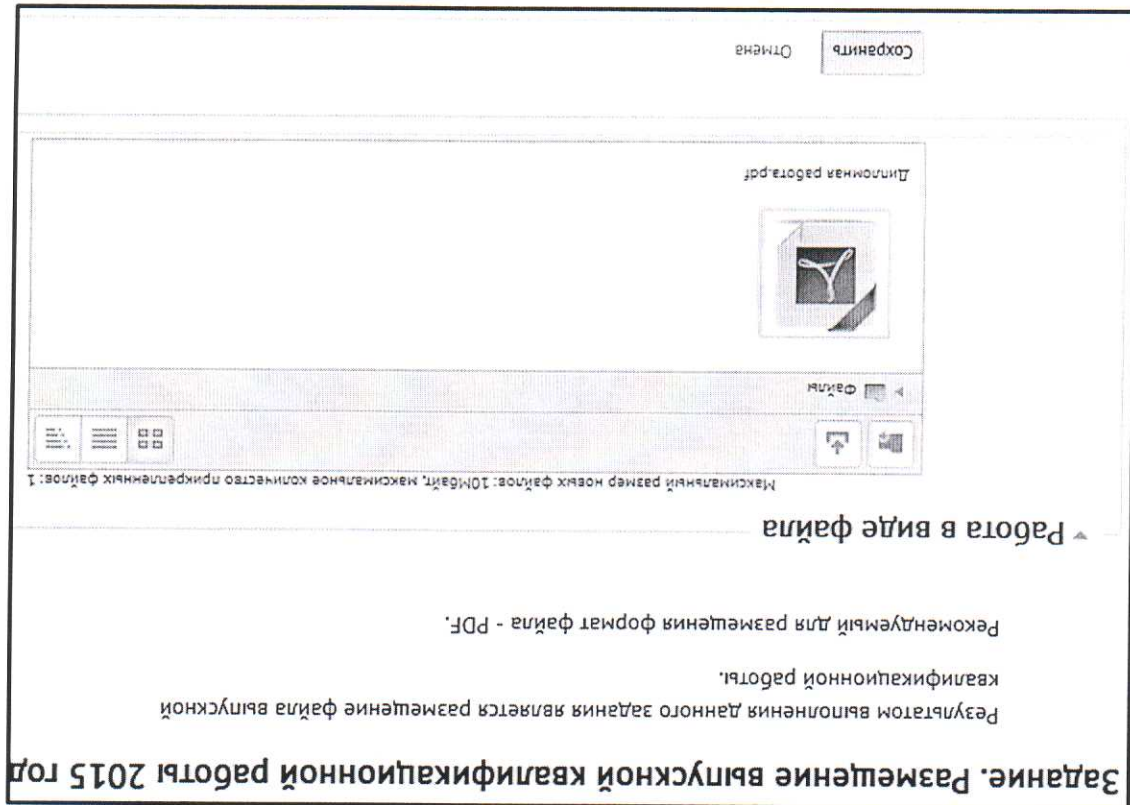 Задание. Размещение выпускной квалификационной работы 2015 год
Результатом выполнения данного задания является размещение файла выпускной
квалификационной работы.
Рекомендуемый для размещения формат файла - PDF.
Работа в виде файла
Максимальный размер новых файлов: 10Мбайт, максимальное количество прикрепленных файлов: 1
Файлы
Дипломная работа.pdf
Сохранить Отмена